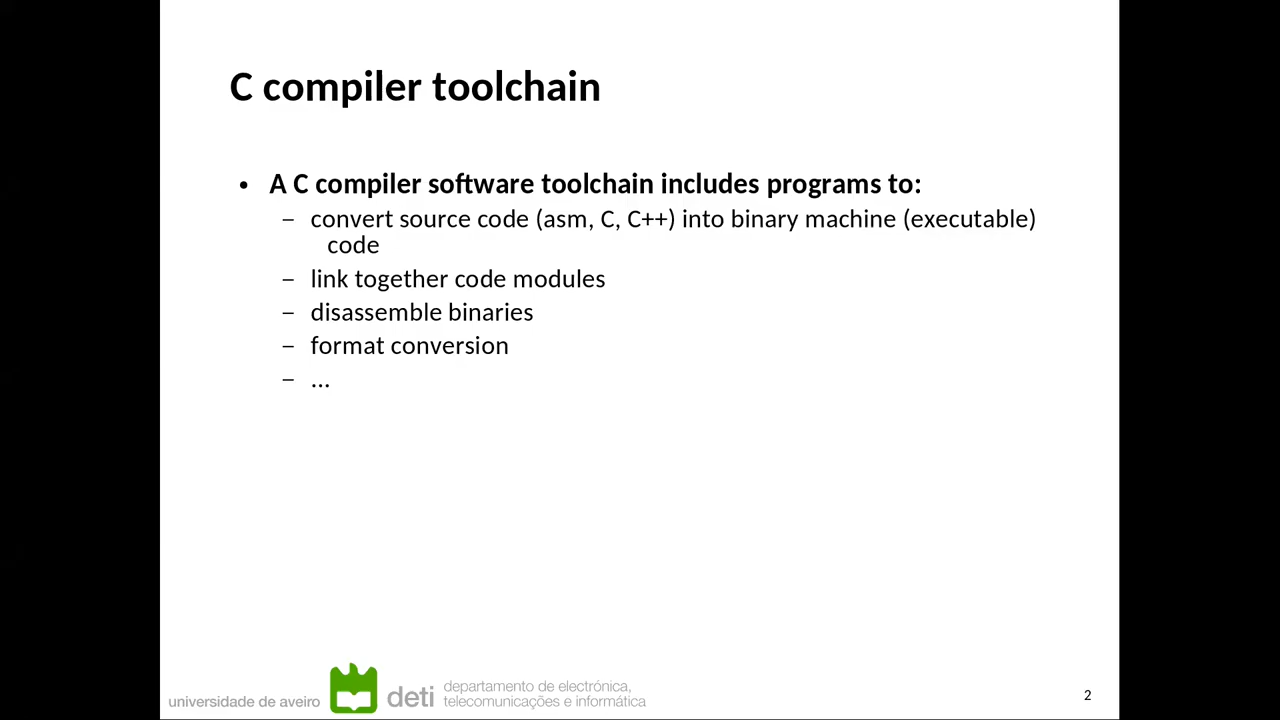 C compiler toolchain
• A C compiler software toolchain includes programs to:
– convert source code (asm, C, C++) into binary machine (executable)
code
– link together code modules
– disassemble binaries
– format conversion
– ...
universidade de aveiro
deti
departamento de electrónica,
telecomunicações e informática
2